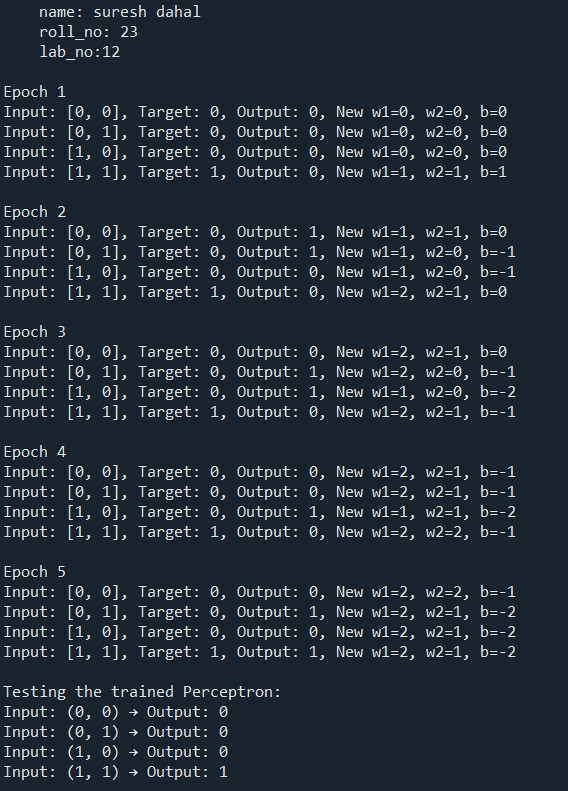 name: suresh dahal
roll_no: 23
lab_no:12
Epoch 1
Input: [0, 0], Target: 0, Output: 0, New w1=0, w2=0, b=0
Input: [0, 1], Target: 0, Output: 0, New w1=0, w2=0, b=0
Input: [1, 0], Target: 0, Output: 0, New w1=0, w2=0, b=0
Input: [1, 1], Target: 1, Output: 0, New w1=1, w2=1, b=1
Epoch 2
Input: [0, 0], Target: 0, Output: 1, New w1=1, w2=1, b=0
Input: [0, 1], Target: 0, Output: 1, New w1=1, w2=0, b=-1
Input: [1, 0], Target: 0, Output: 0, New w1=1, w2=0, b=-1
Input: [1, 1], Target: 1, Output: 0, New w1=2, w2=1, b=0
Epoch 3
Input: [0, 0], Target: 0, Output: 0, New w1=2, w2=1, b=0
Input: [0, 1], Target: 0, Output: 1, New w1=2, w2=0, b=-1
Input: [1, 0], Target: 0, Output: 1, New w1=1, w2=0, b=-2
Input: [1, 1], Target: 1, Output: 0, New w1=2, w2=1, b=-1
Epoch 4
Input: [0, 0], Target: 0, Output: 0, New w1=2, w2=1, b=-1
Input: [0, 1], Target: 0, Output: 0, New w1=2, w2=1, b=-1
Input: [1, 0], Target: 0, Output: 1, New w1=1, w2=1, b=-2
Input: [1, 1], Target: 1, Output: 0, New w1=2, w2=2, b=-1
Epoch 5
Input: [0, 0], Target: 0, Output: 0, New w1=2, w2=2, b=-1
Input: [0, 1], Target: 0, Output: 1, New w1=2, w2=1, b=-2
Input: [1, 0], Target: 0, Output: 0, New w1=2, w2=1, b=-2
Input: [1, 1], Target: 1, Output: 1, New w1=2, w2=1, b=-2
Testing the trained Perceptron:
Input: (0, 0) → Output: 0
Input: (0, 1) → Output: 0
Input: (1, 0) → Output: 0
Input: (1, 1) → Output: 1